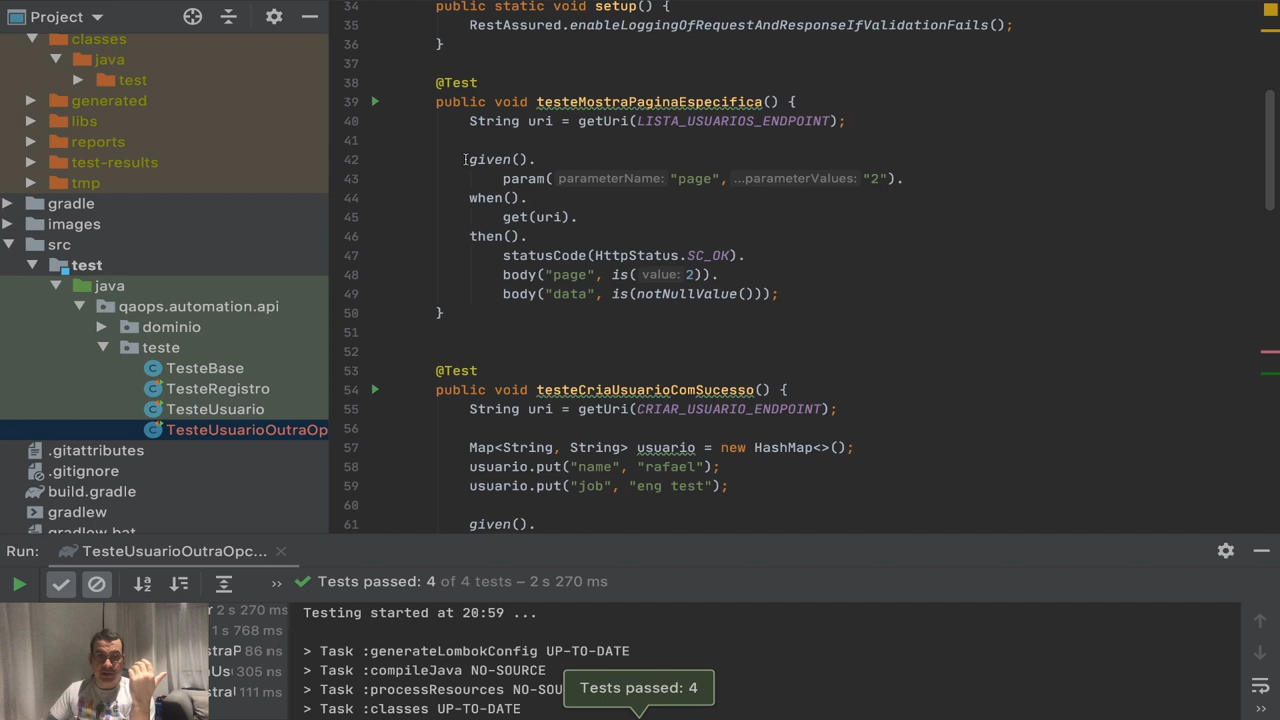 Project
classes
java
test
generated
libs
reports
test-results
tmp
gradle
images
src
test
java
qaops.automation.api
dominio
teste
TesteBase
TesteRegistro
TesteUsuario
TesteUsuarioOutraOp
.gitattributes
.gitignore
build.gradle
gradlew
gradlew.bat
34 public static void setup() {
35 RestAssured.enableLoggingOfRequestAndResponseIfValidationFails();
36 }
37
38 @Test
39 public void testeMostraPaginaEspecifica() {
40 String uri = getUri(LISTA_USUARIOS_ENDPOINT);
41
42 given().
43 param( parameterName: "page", ...parameterValues: "2").
44 when().
45 get(uri).
46 then().
47 statusCode(HttpStatus.SC_OK).
48 body("page", is( value: 2)).
49 body("data", is(notNullValue()));
50 }
51
52
53 @Test
54 public void testeCriaUsuarioComSucesso() {
55 String uri = getUri(CRIAR_USUARIO_ENDPOINT);
56
57 Map<String, String> usuario = new HashMap<>();
58 usuario.put("name", "rafael");
59 usuario.put("job", "eng test");
60
61 given().
Run: TesteUsuarioOutraOpc...
Tests passed: 4 of 4 tests – 2 s 270 ms
r 2 s 270 ms
1 s 768 ms
straP 86 ms
Us 305 ms
stral 111 ms
Testing started at 20:59 ...
> Task :generateLombokConfig UP-TO-DATE
> Task :compileJava NO-SOURCE
> Task :processResources NO-SOU
> Task :classes UP-TO-DATE
Tests passed: 4